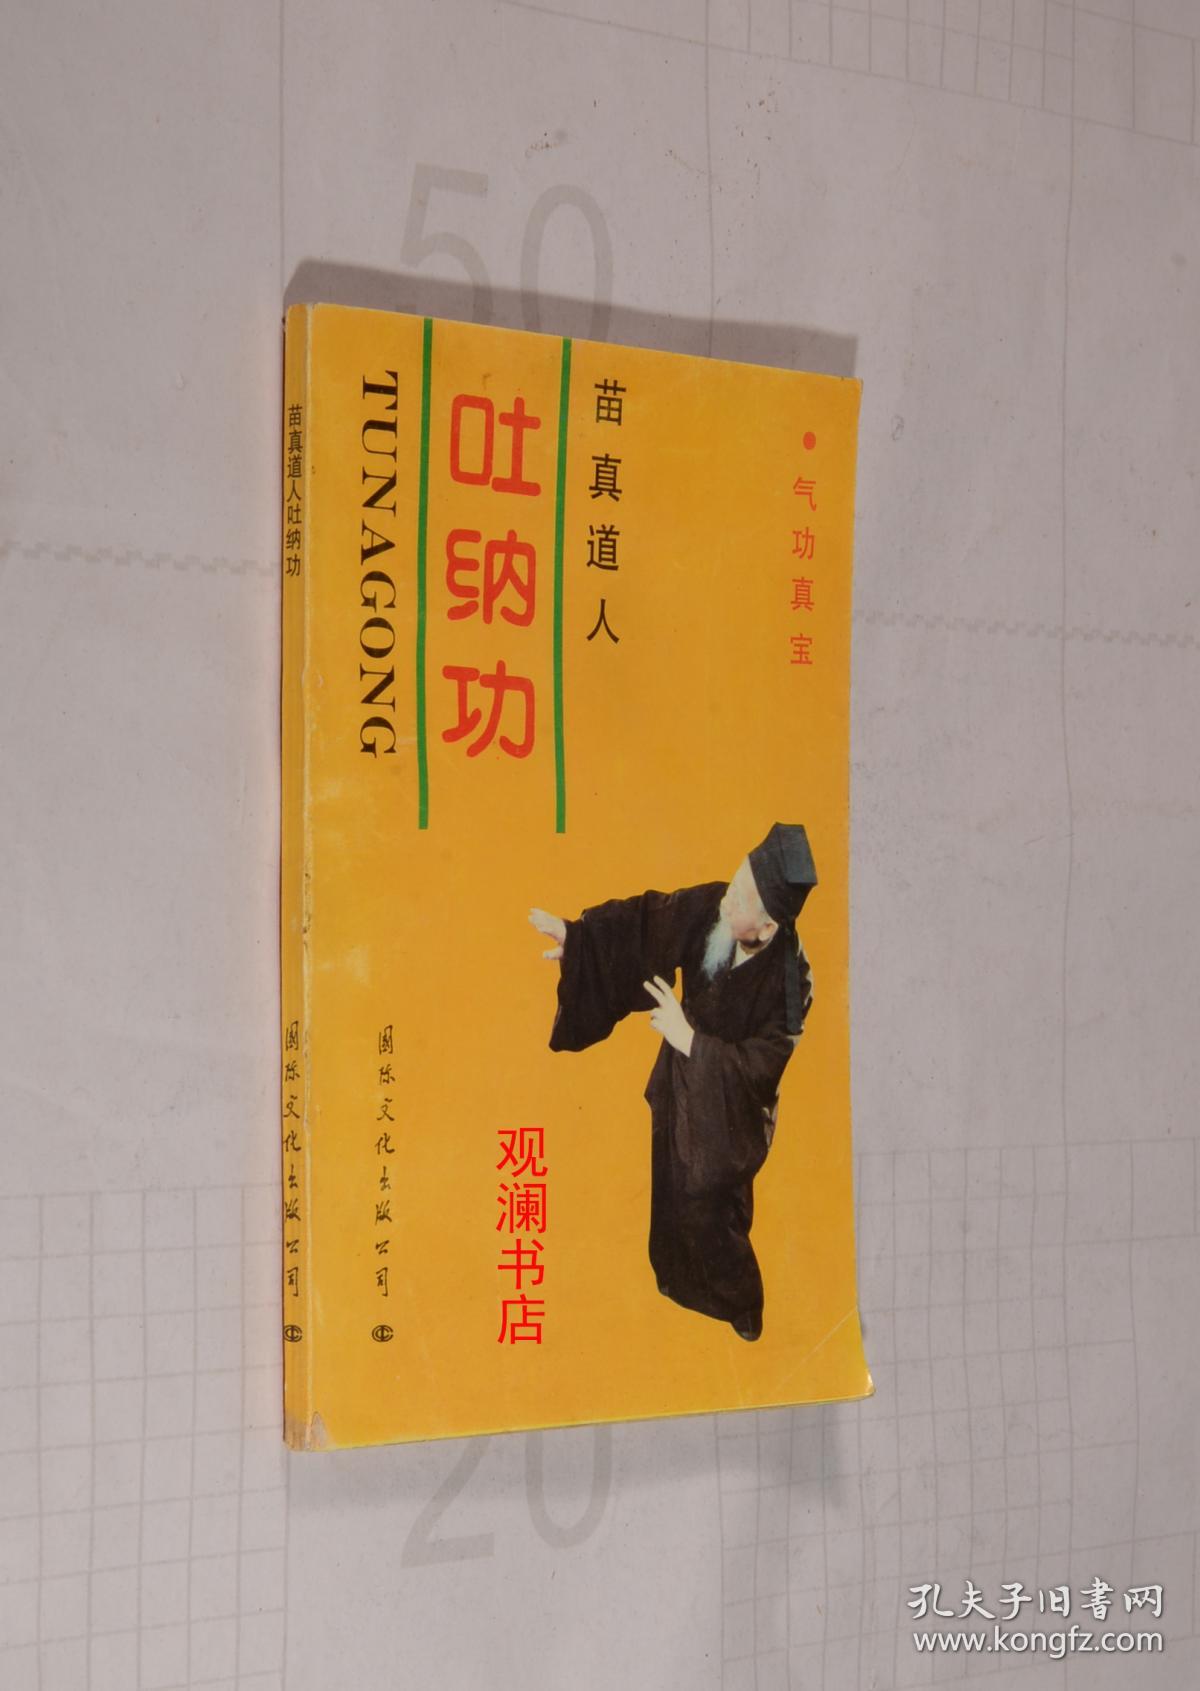 50
气功真宝
苗真道人
吐纳功
TUNAGONG
国际文化出版公司
苗真道人吐纳功
国际文化出版公司
观澜书店
20
孔夫子旧书网
www.kongfz.com